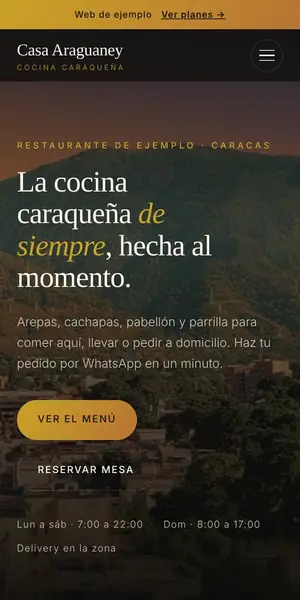 Web de ejemplo Ver planes →
Casa Araguaney
COCINA CARAQUEÑA
RESTAURANTE DE EJEMPLO · CARACAS
La cocina
caraqueña de
siempre, hecha al
momento.
Arepas, cachapas, pabellón y parrilla para
comer aquí, llevar o pedir a domicilio. Haz tu
pedido por WhatsApp en un minuto.
VER EL MENÚ
RESERVAR MESA
Lun a sáb · 7:00 a 22:00 Dom · 8:00 a 17:00
Delivery en la zona